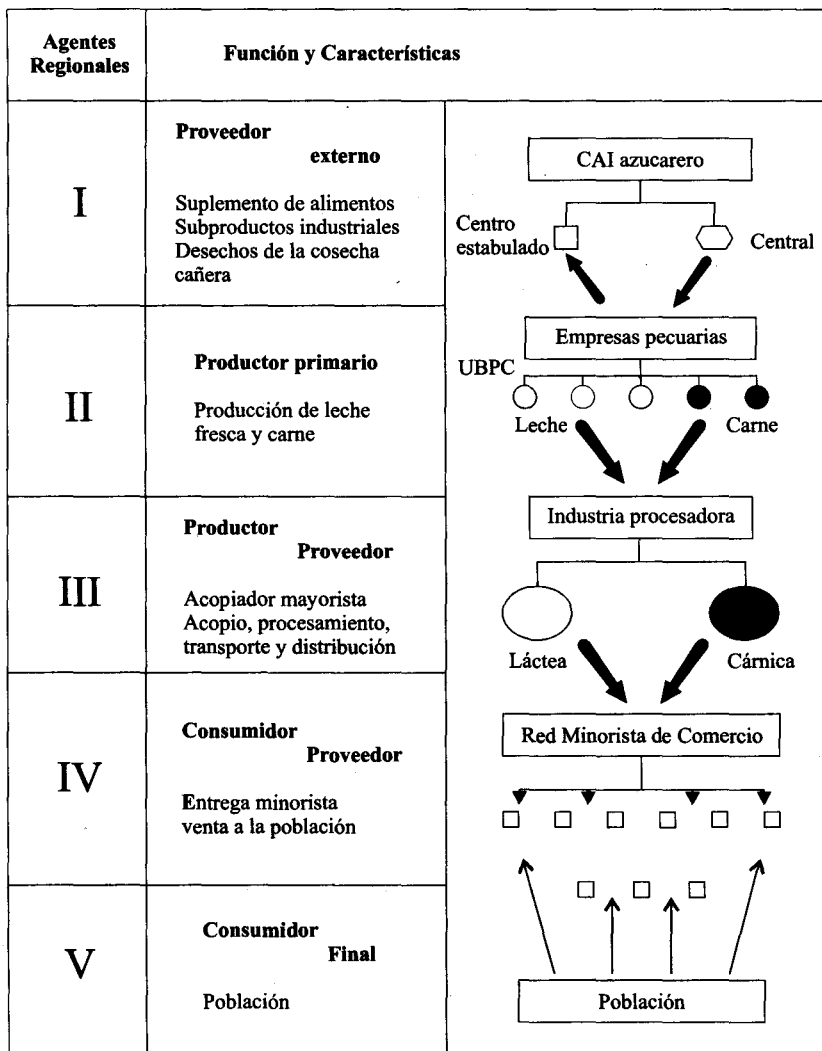 Agentes
Regionales
Función y Características
I
Proveedor
externo
Suplemento de alimentos
Subproductos industriales
Desechos de la cosecha
cañera
CAI azucarero
Centro
estabulado
Central
II
Productor primario
Producción de leche
fresca y carne
Empresas pecuarias
UBPC
Leche
Carne
III
Productor
Proveedor
Acopiador mayorista
Acopio, procesamiento,
transporte y distribución
Industria procesadora
Láctea
Cárnica
IV
Consumidor
Proveedor
Entrega minorista
venta a la población
Red Minorista de Comercio
V
Consumidor
Final
Población
Población